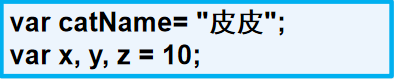 var catName= "皮皮";
var x, y, z = 10;